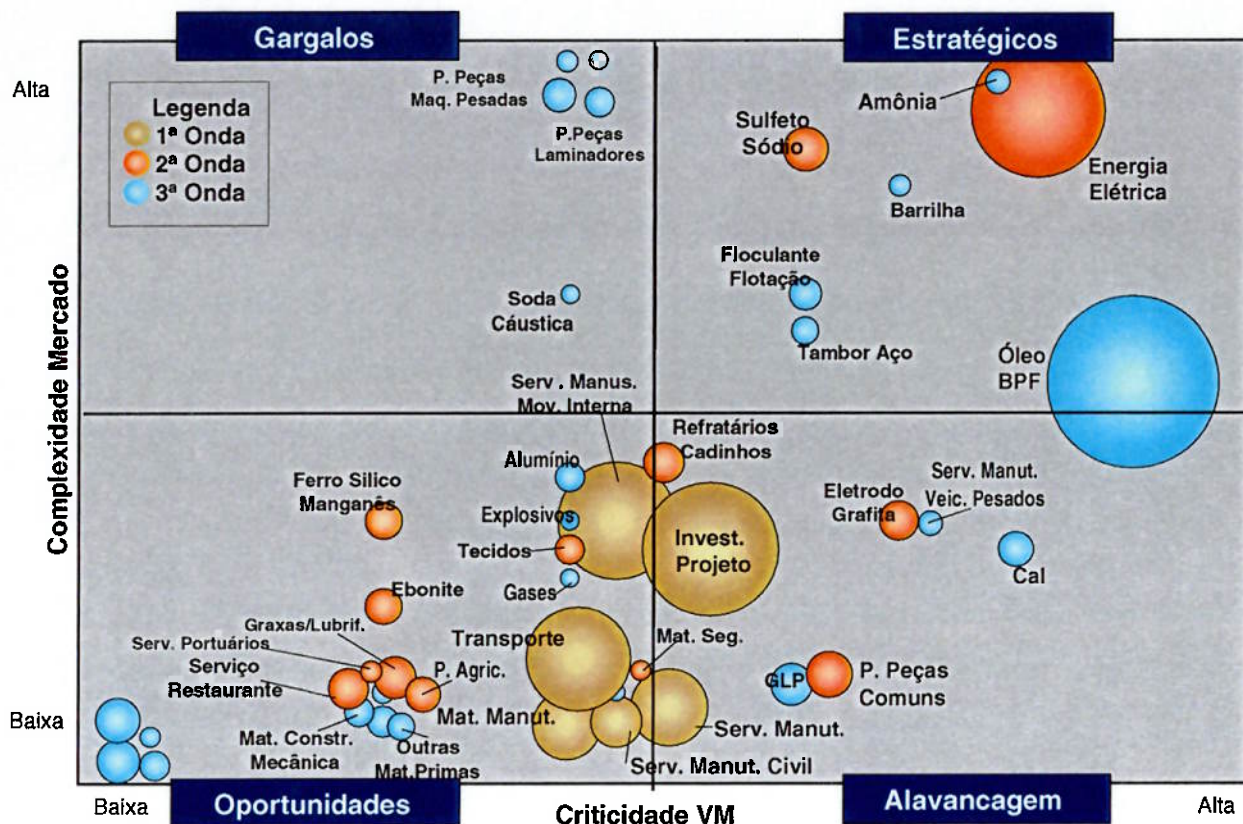 Gargalos
Estratégicos
Alta
Legenda
1ª Onda
2ª Onda
3ª Onda
P. Peças
Maq. Pesadas
P.Peças
Laminadores
Amônia
Sulfeto
Sódio
Energia
Elétrica
Barrilha
Floculante
Flotação
Soda
Cáustica
Tambor Aço
Óleo
BPF
Complexidade Mercado
Serv . Manus.
Mov. Interna
Refratários
Cadinhos
Alumínio
Ferro Silico
Manganês
Explosivos
Tecidos
Gases
Invest.
Projeto
Eletrodo
Grafita
Serv. Manut.
Veic. Pesados
Cal
Ebonite
Graxas/Lubrif.
Serv. Portuários
Serviço
Restaurante
P. Agric.
Transporte
Mat. Seg.
Mat. Manut.
GLP
P. Peças
Comuns
Serv. Manut.
Baixa
Mat. Constr.
Mecânica
Outras
Mat.Primas
Serv. Manut. Civil
Baixa
Oportunidades
Criticidade VM
Alavancagem
Alta